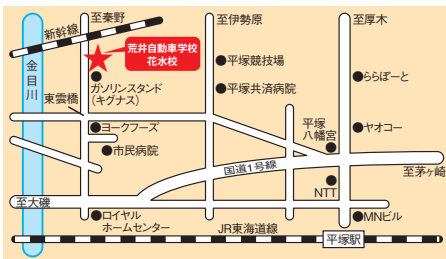 至秦野
至伊勢原
至厚木
新幹線
荒井自動車学校
花水校
金目川
ガソリンスタンド
(キグナス)
平塚競技場
平塚共済病院
ららぽーと
東雲橋
ヨークフーズ
市民病院
平塚
八幡宮
ヤオコー
国道1号線
至茅ヶ崎
NTT
至大磯
ロイヤル
ホームセンター
JR東海道線
MNビル
平塚駅